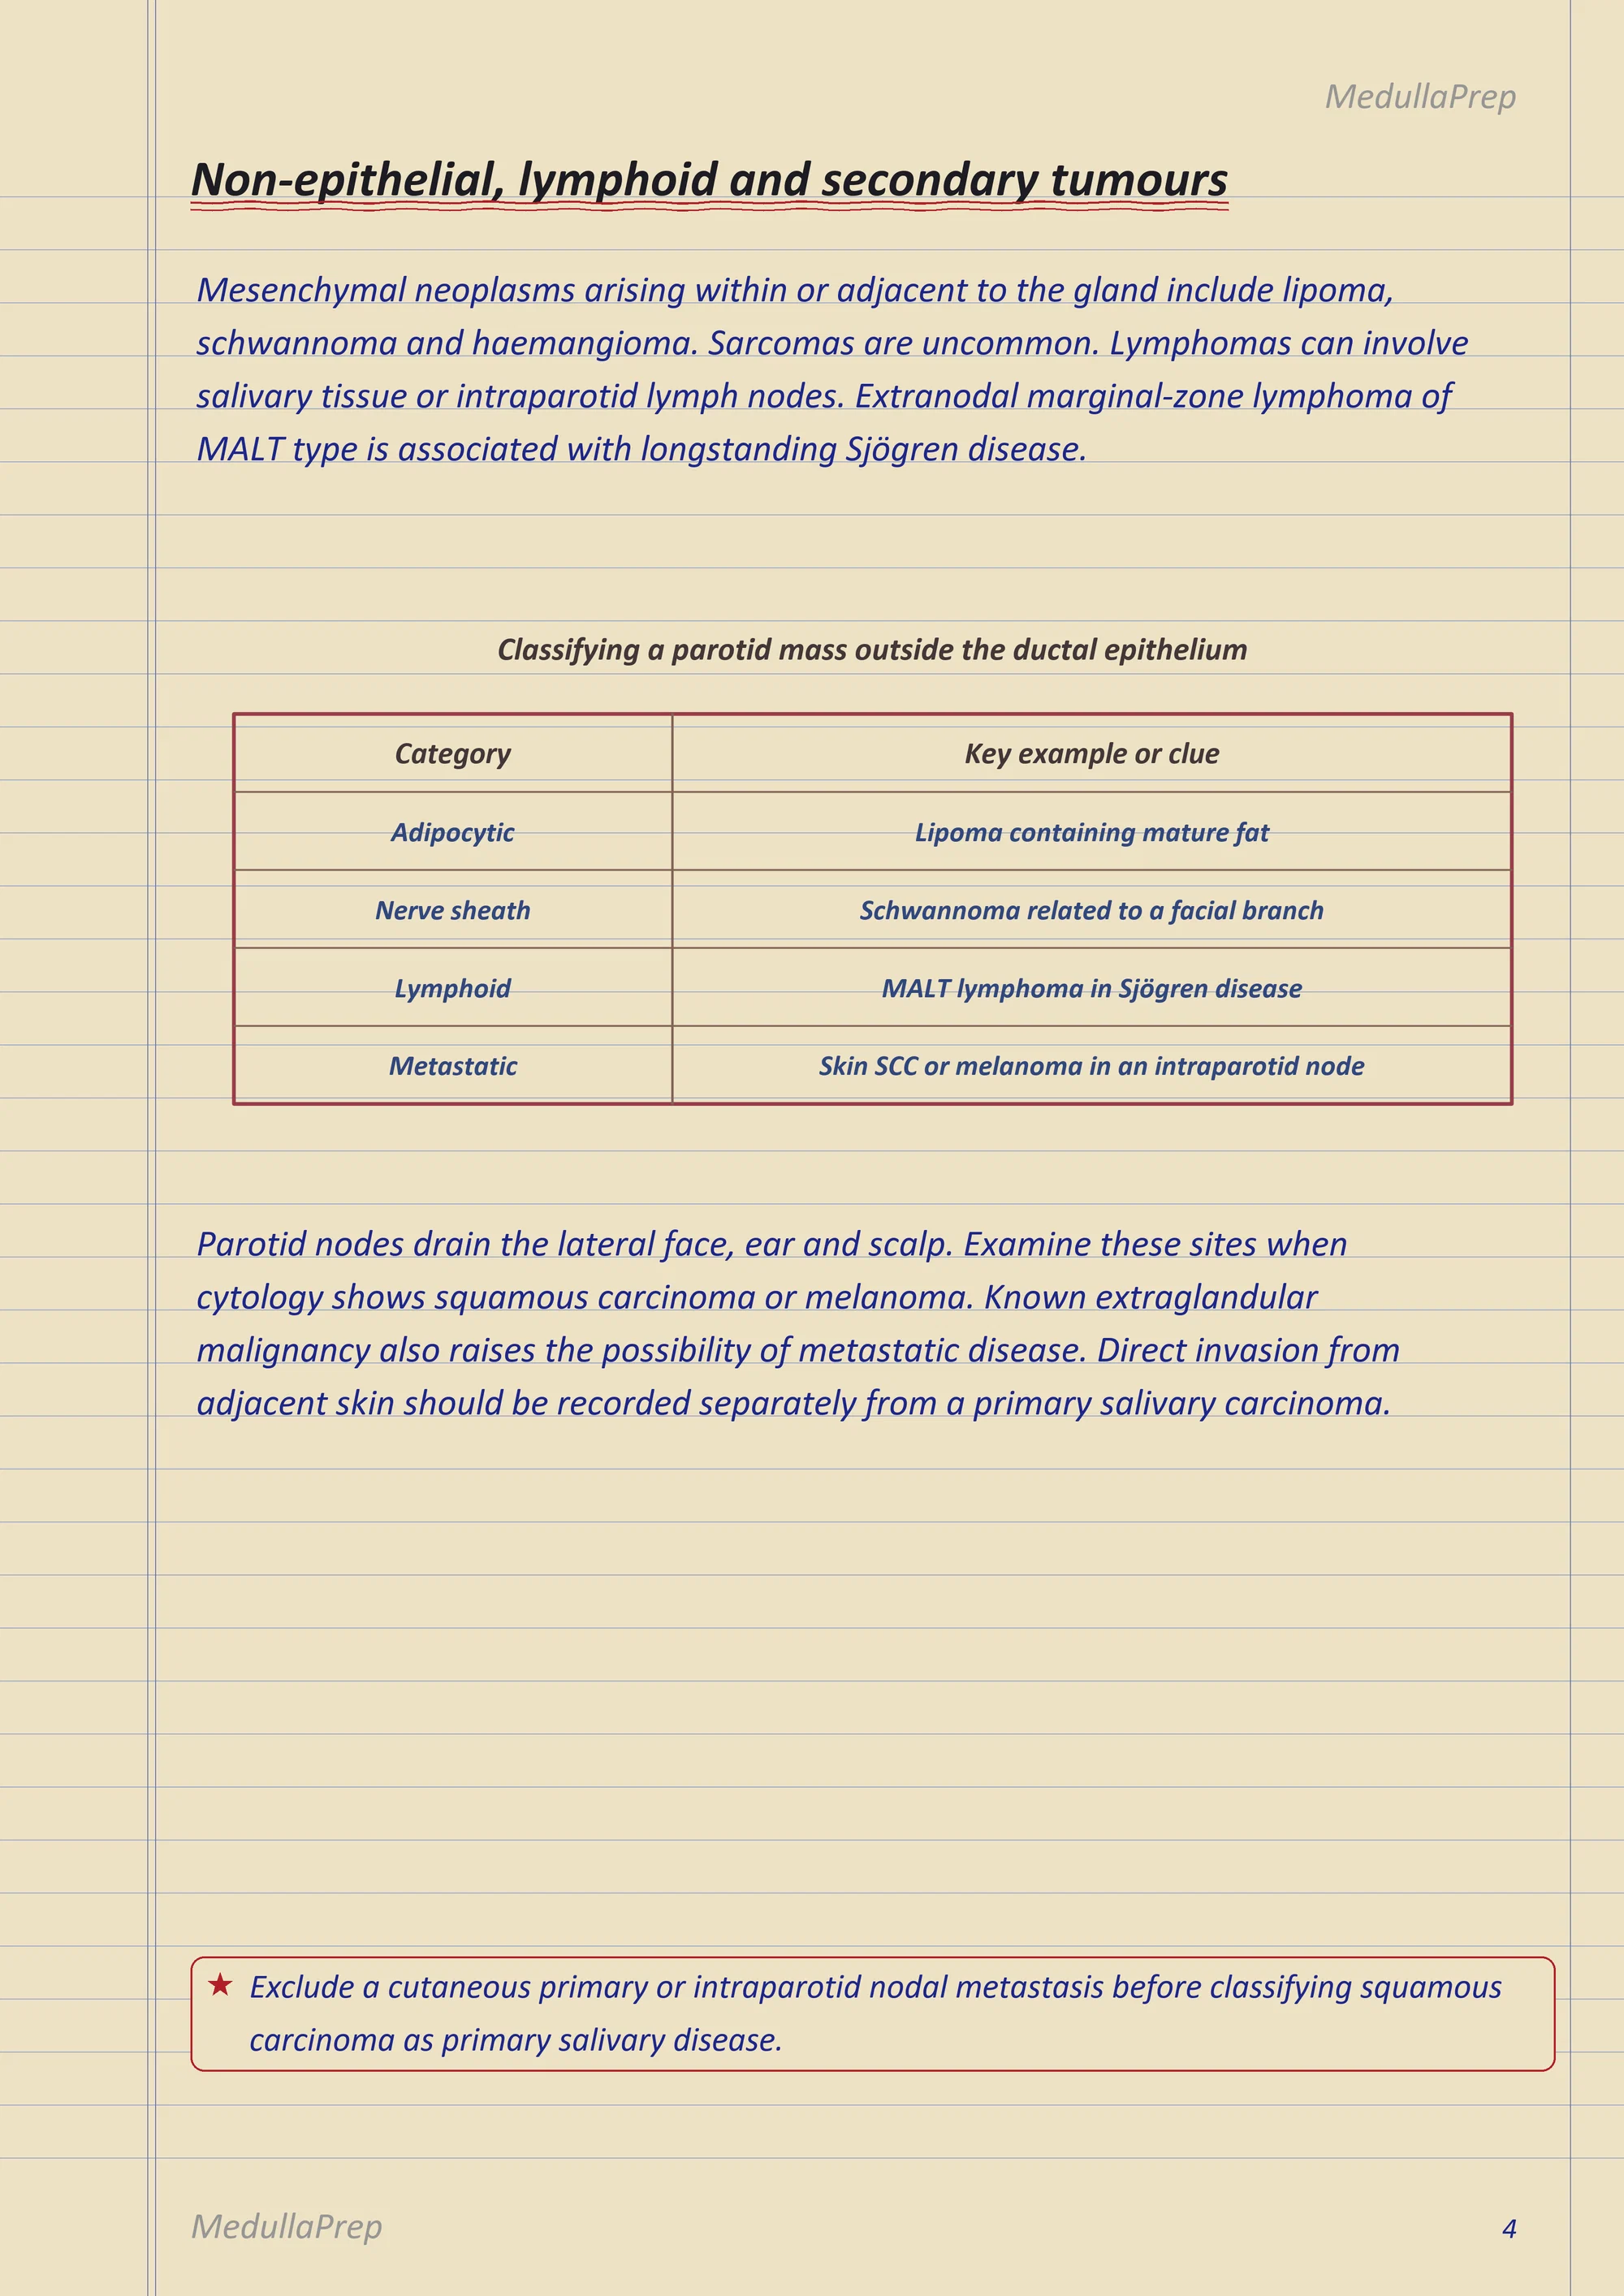 MedullaPrep
Non-epithelial, lymphoid and secondary tumours
Mesenchymal neoplasms arising within or adjacent to the gland include lipoma,
schwannoma and haemangioma. Sarcomas are uncommon. Lymphomas can involve
salivary tissue or intraparotid lymph nodes. Extranodal marginal-zone lymphoma of
MALT type is associated with longstanding Sjögren disease.
Classifying a parotid mass outside the ductal epithelium
Category Key example or clue
Adipocytic Lipoma containing mature fat
Nerve sheath Schwannoma related to a facial branch
Lymphoid MALT lymphoma in Sjögren disease
Metastatic Skin SCC or melanoma in an intraparotid node
Parotid nodes drain the lateral face, ear and scalp. Examine these sites when
cytology shows squamous carcinoma or melanoma. Known extraglandular
malignancy also raises the possibility of metastatic disease. Direct invasion from
adjacent skin should be recorded separately from a primary salivary carcinoma.
★ Exclude a cutaneous primary or intraparotid nodal metastasis before classifying squamous
carcinoma as primary salivary disease.
MedullaPrep 4